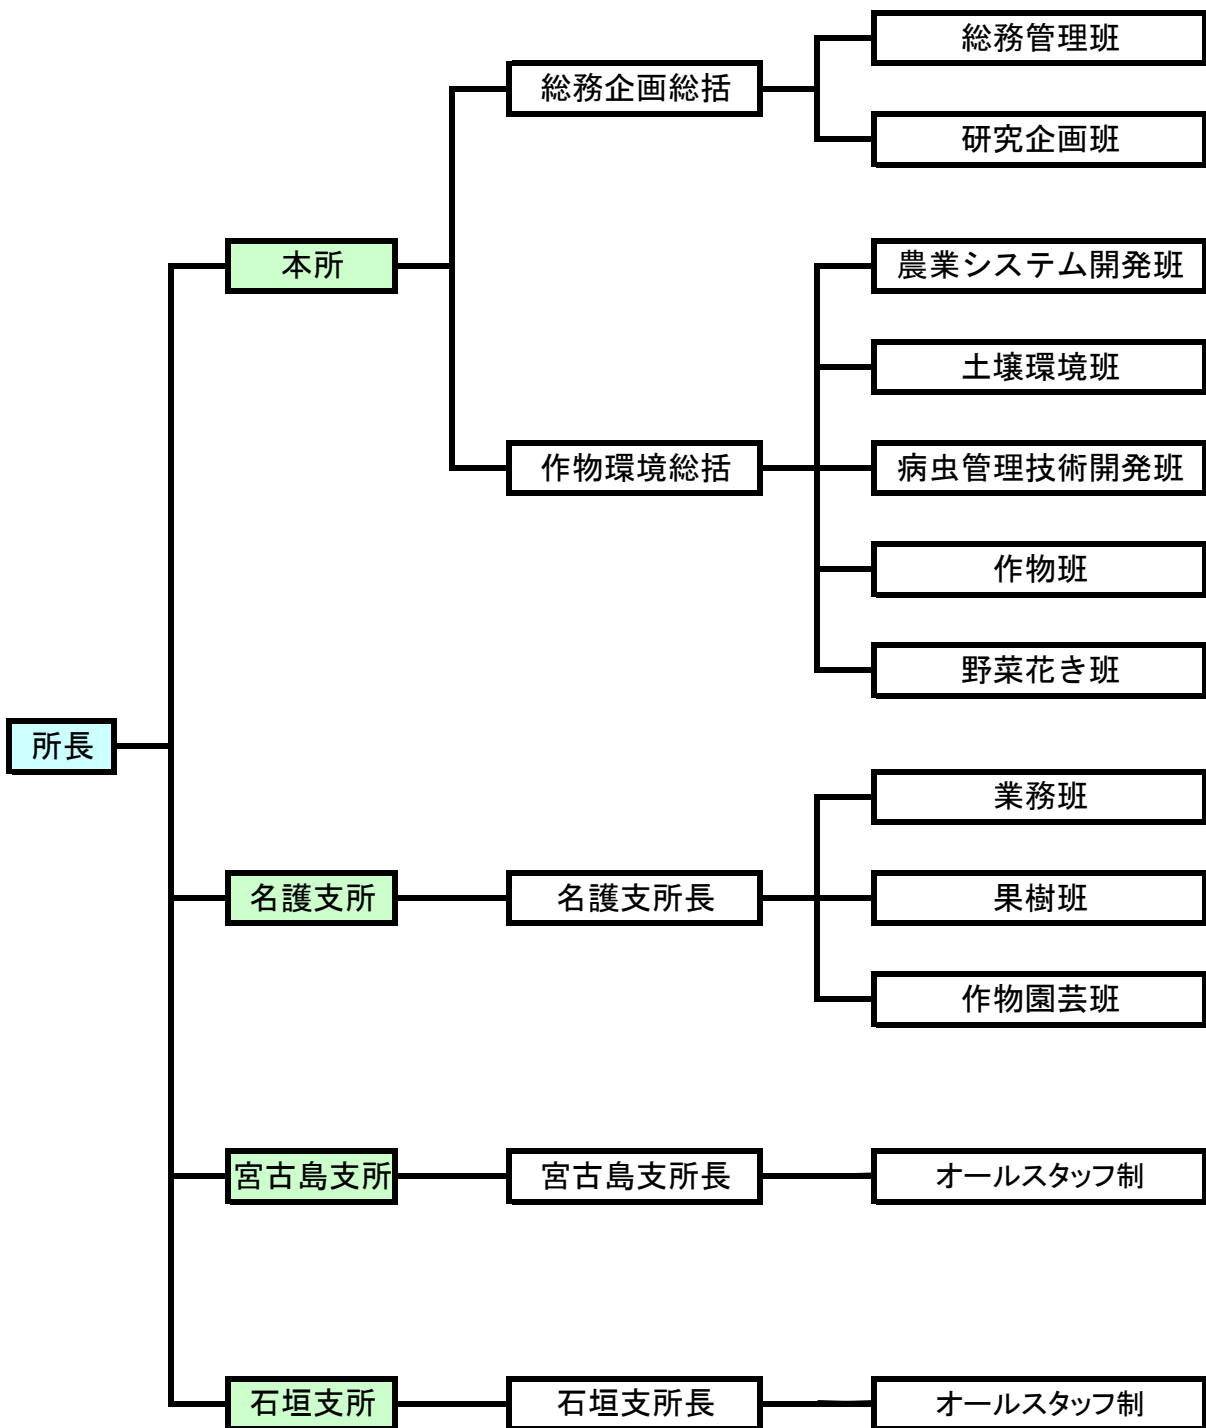 総務管理班
総務企画総括
研究企画班
本所
農業システム開発班
土壌環境班
作物環境総括
病虫管理技術開発班
作物班
野菜花き班
所長
業務班
名護支所
名護支所長
果樹班
作物園芸班
宮古島支所
宮古島支所長
オールスタッフ制
石垣支所
石垣支所長
オールスタッフ制